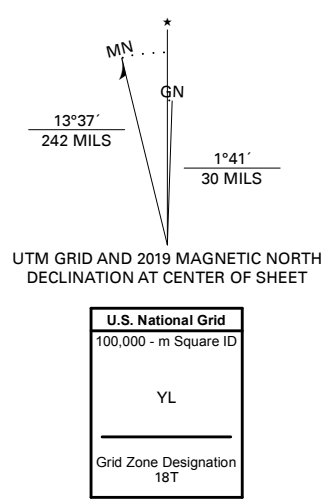 MN
GN
13°37´
242 MILS
1°41´
30 MILS
UTM GRID AND 2019 MAGNETIC NORTH
DECLINATION AT CENTER OF SHEET
U.S. National Grid
100,000 - m Square ID
YL
Grid Zone Designation
18T